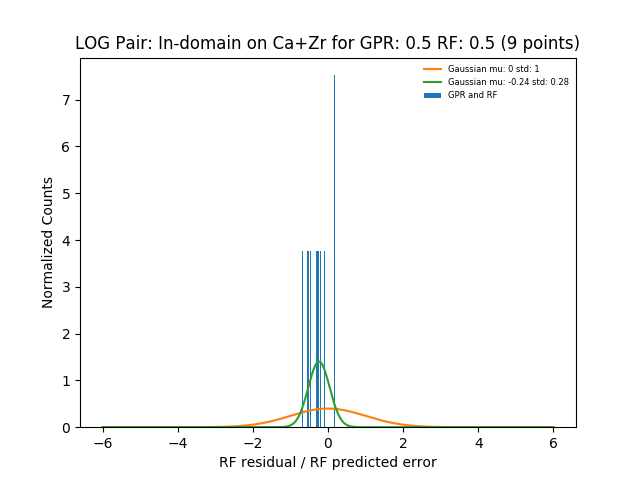 LOG Pair: In-domain on Ca+Zr for GPR: 0.5 RF: 0.5 (9 points)
Gaussian mu: 0 std: 1
Gaussian mu: -0.24 std: 0.28
GPR and RF
Normalized Counts
7
6
5
4
3
2
1
0
−6 −4 −2 0 2 4 6
RF residual / RF predicted error